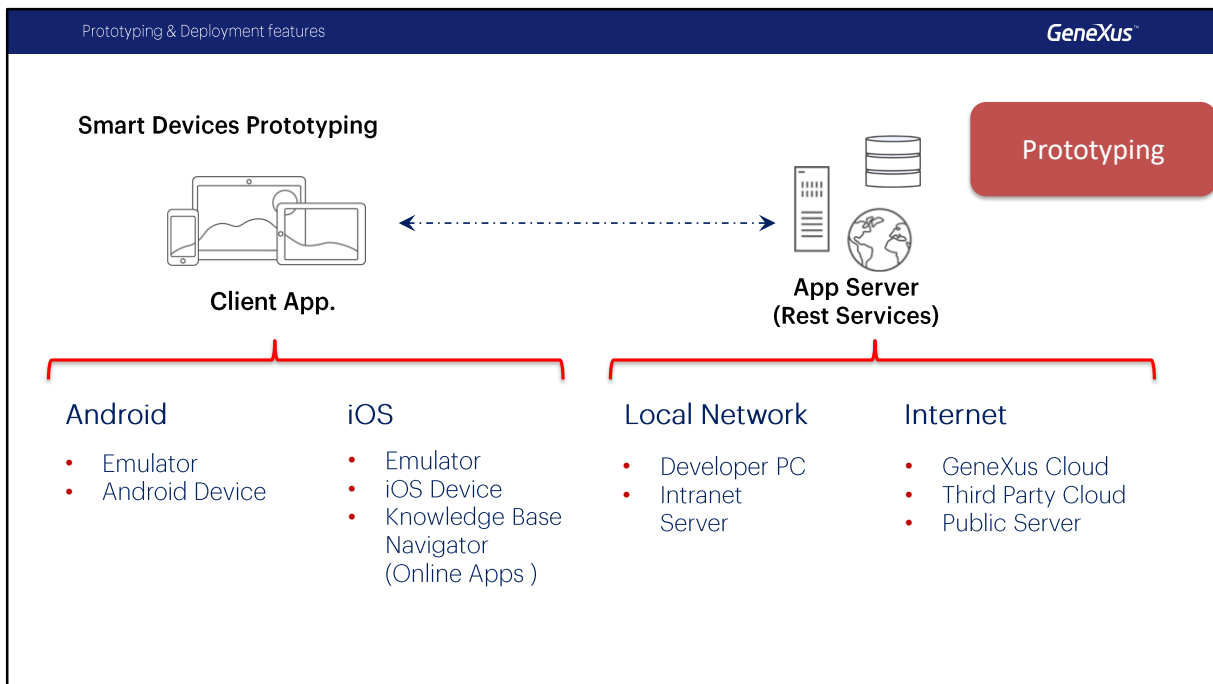 Prototyping & Deployment features
GeneXus™
Smart Devices Prototyping
Prototyping
Client App.
App Server
(Rest Services)
Android
• Emulator
• Android Device
iOS
• Emulator
• iOS Device
• Knowledge Base
Navigator
(Online Apps )
Local Network
• Developer PC
• Intranet
Server
Internet
• GeneXus Cloud
• Third Party Cloud
• Public Server